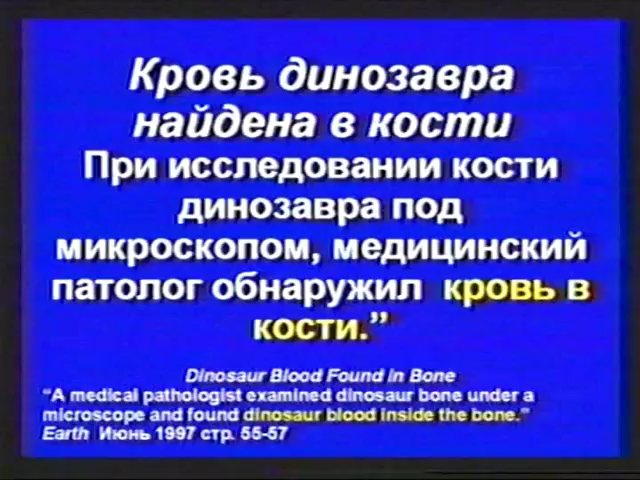 Кровь динозавра
найдена в кости
При исследовании кости
динозавра под
микроскопом, медицинский
патолог обнаружил кровь в
кости.”
Dinosaur Blood Found in Bone
“A medical pathologist examined dinosaur bone under a
microscope and found dinosaur blood inside the bone.”
Earth Июнь 1997 стр. 55-57